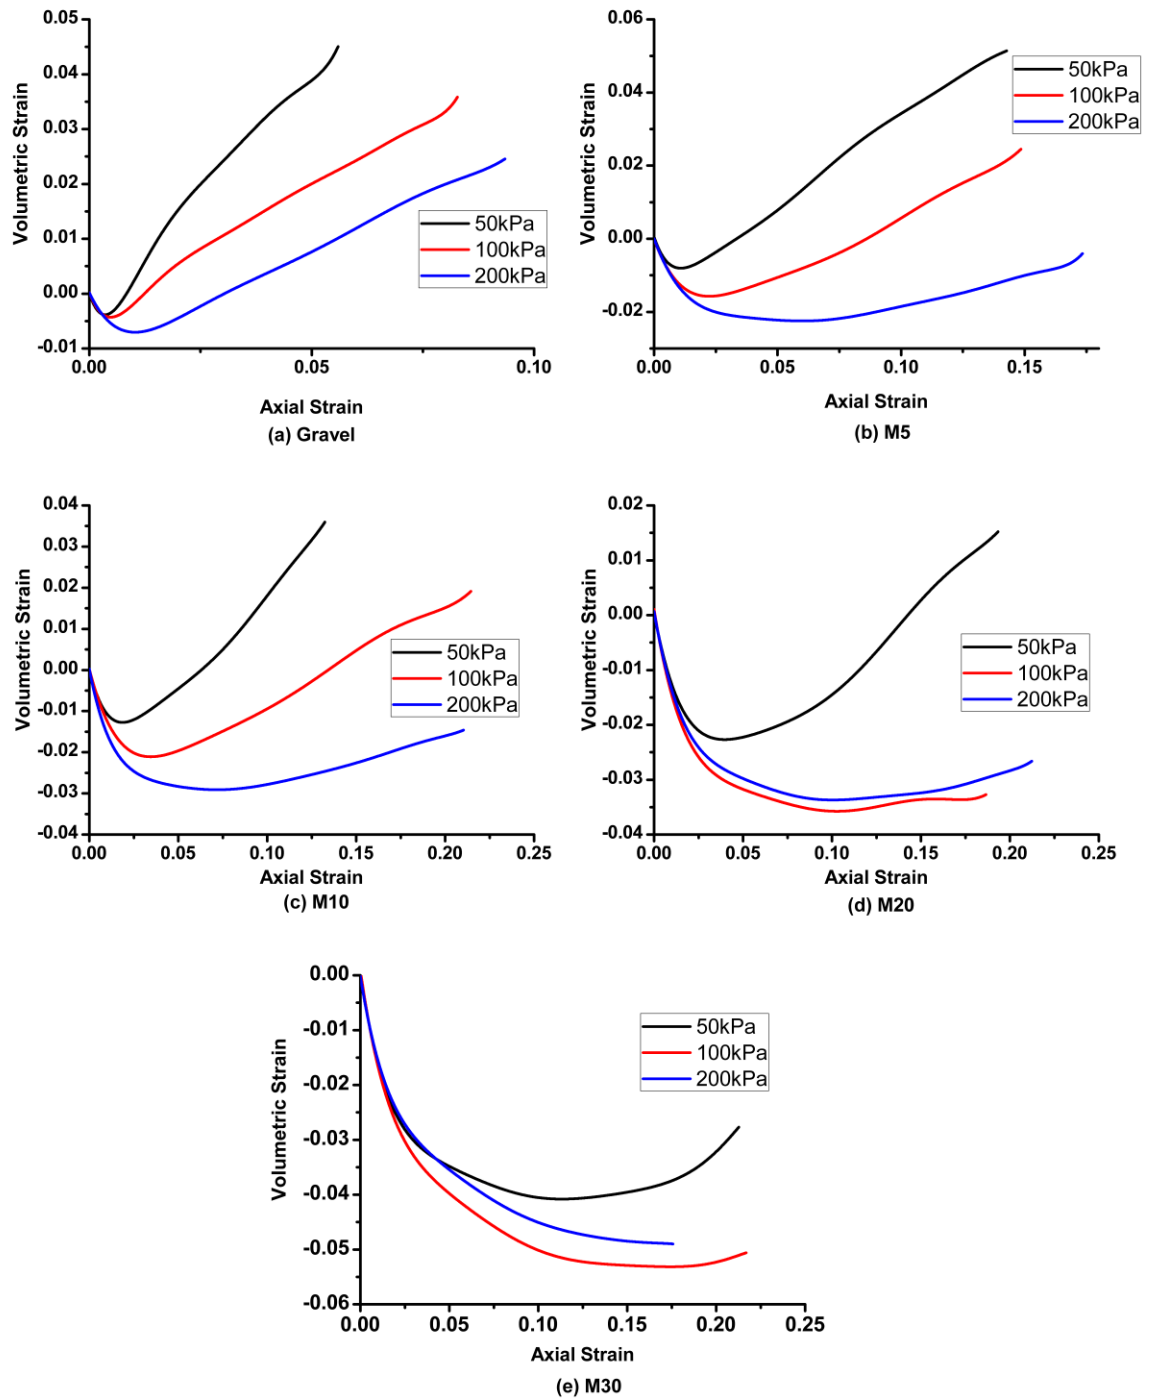 0.05
0.04
0.03
0.02
0.01
0.00
-0.01
Volumetric Strain
50kPa
100kPa
200kPa
0.00 0.05 0.10
Axial Strain
(a) Gravel
0.06
0.04
0.02
0.00
-0.02
Volumetric Strain
50kPa
100kPa
200kPa
0.00 0.05 0.10 0.15
Axial Strain
(b) M5
0.04
0.03
0.02
0.01
0.00
-0.01
-0.02
-0.03
-0.04
Volumetric Strain
50kPa
100kPa
200kPa
0.00 0.05 0.10 0.15 0.20 0.25
Axial Strain
(c) M10
0.02
0.01
0.00
-0.01
-0.02
-0.03
-0.04
Volumetric Strain
50kPa
100kPa
200kPa
0.00 0.05 0.10 0.15 0.20 0.25
Axial Strain
(d) M20
0.00
-0.01
-0.02
-0.03
-0.04
-0.05
-0.06
Volumetric Strain
50kPa
100kPa
200kPa
0.00 0.05 0.10 0.15 0.20 0.25
Axial Strain
(e) M30